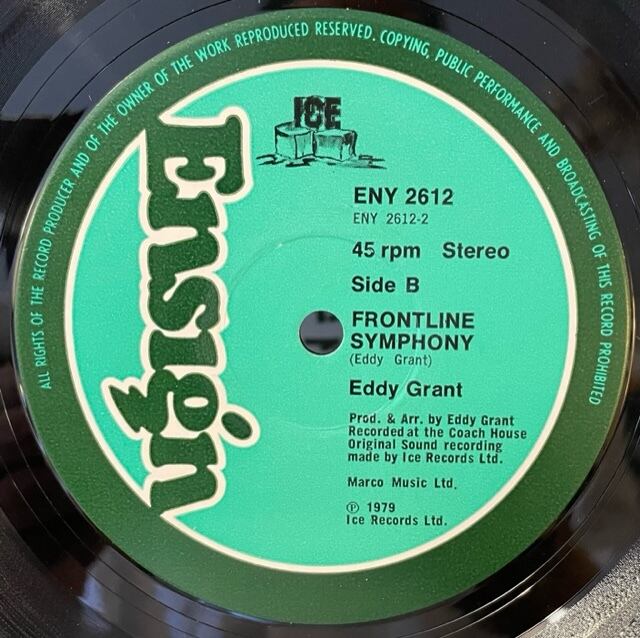 ALL RIGHTS OF THE RECORD PRODUCER AND OF THE OWNER OF THE WORK REPRODUCED RESERVED. COPYING, PUBLIC PERFORMANCE AND BROADCASTING OF THIS RECORD PROHIBITED
Ensign
ICE
ENY 2612
ENY 2612-2
45 rpm Stereo
Side B
FRONTLINE
SYMPHONY
(Eddy Grant)
Eddy Grant
Prod. & Arr. by Eddy Grant
Recorded at the Coach House
Original Sound recording
made by Ice Records Ltd.
Marco Music Ltd.
℗ 1979
Ice Records Ltd.